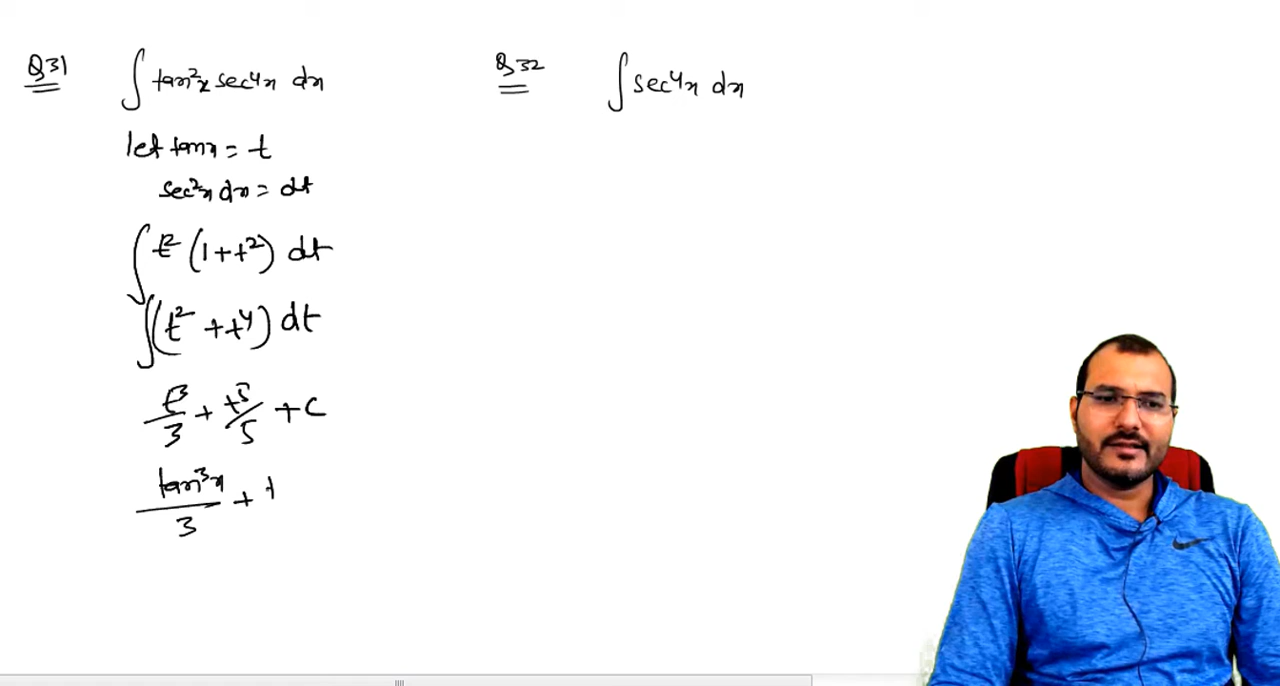 Q31 ∫ tan²x sec⁴x dx
let tanx = t
sec²x dx = dt
∫ t² (1+t²) dt
∫(t² + t⁴) dt
t³/3 + t⁵/5 + c
tan³x/3 + t
Q32 ∫ sec⁴x dx